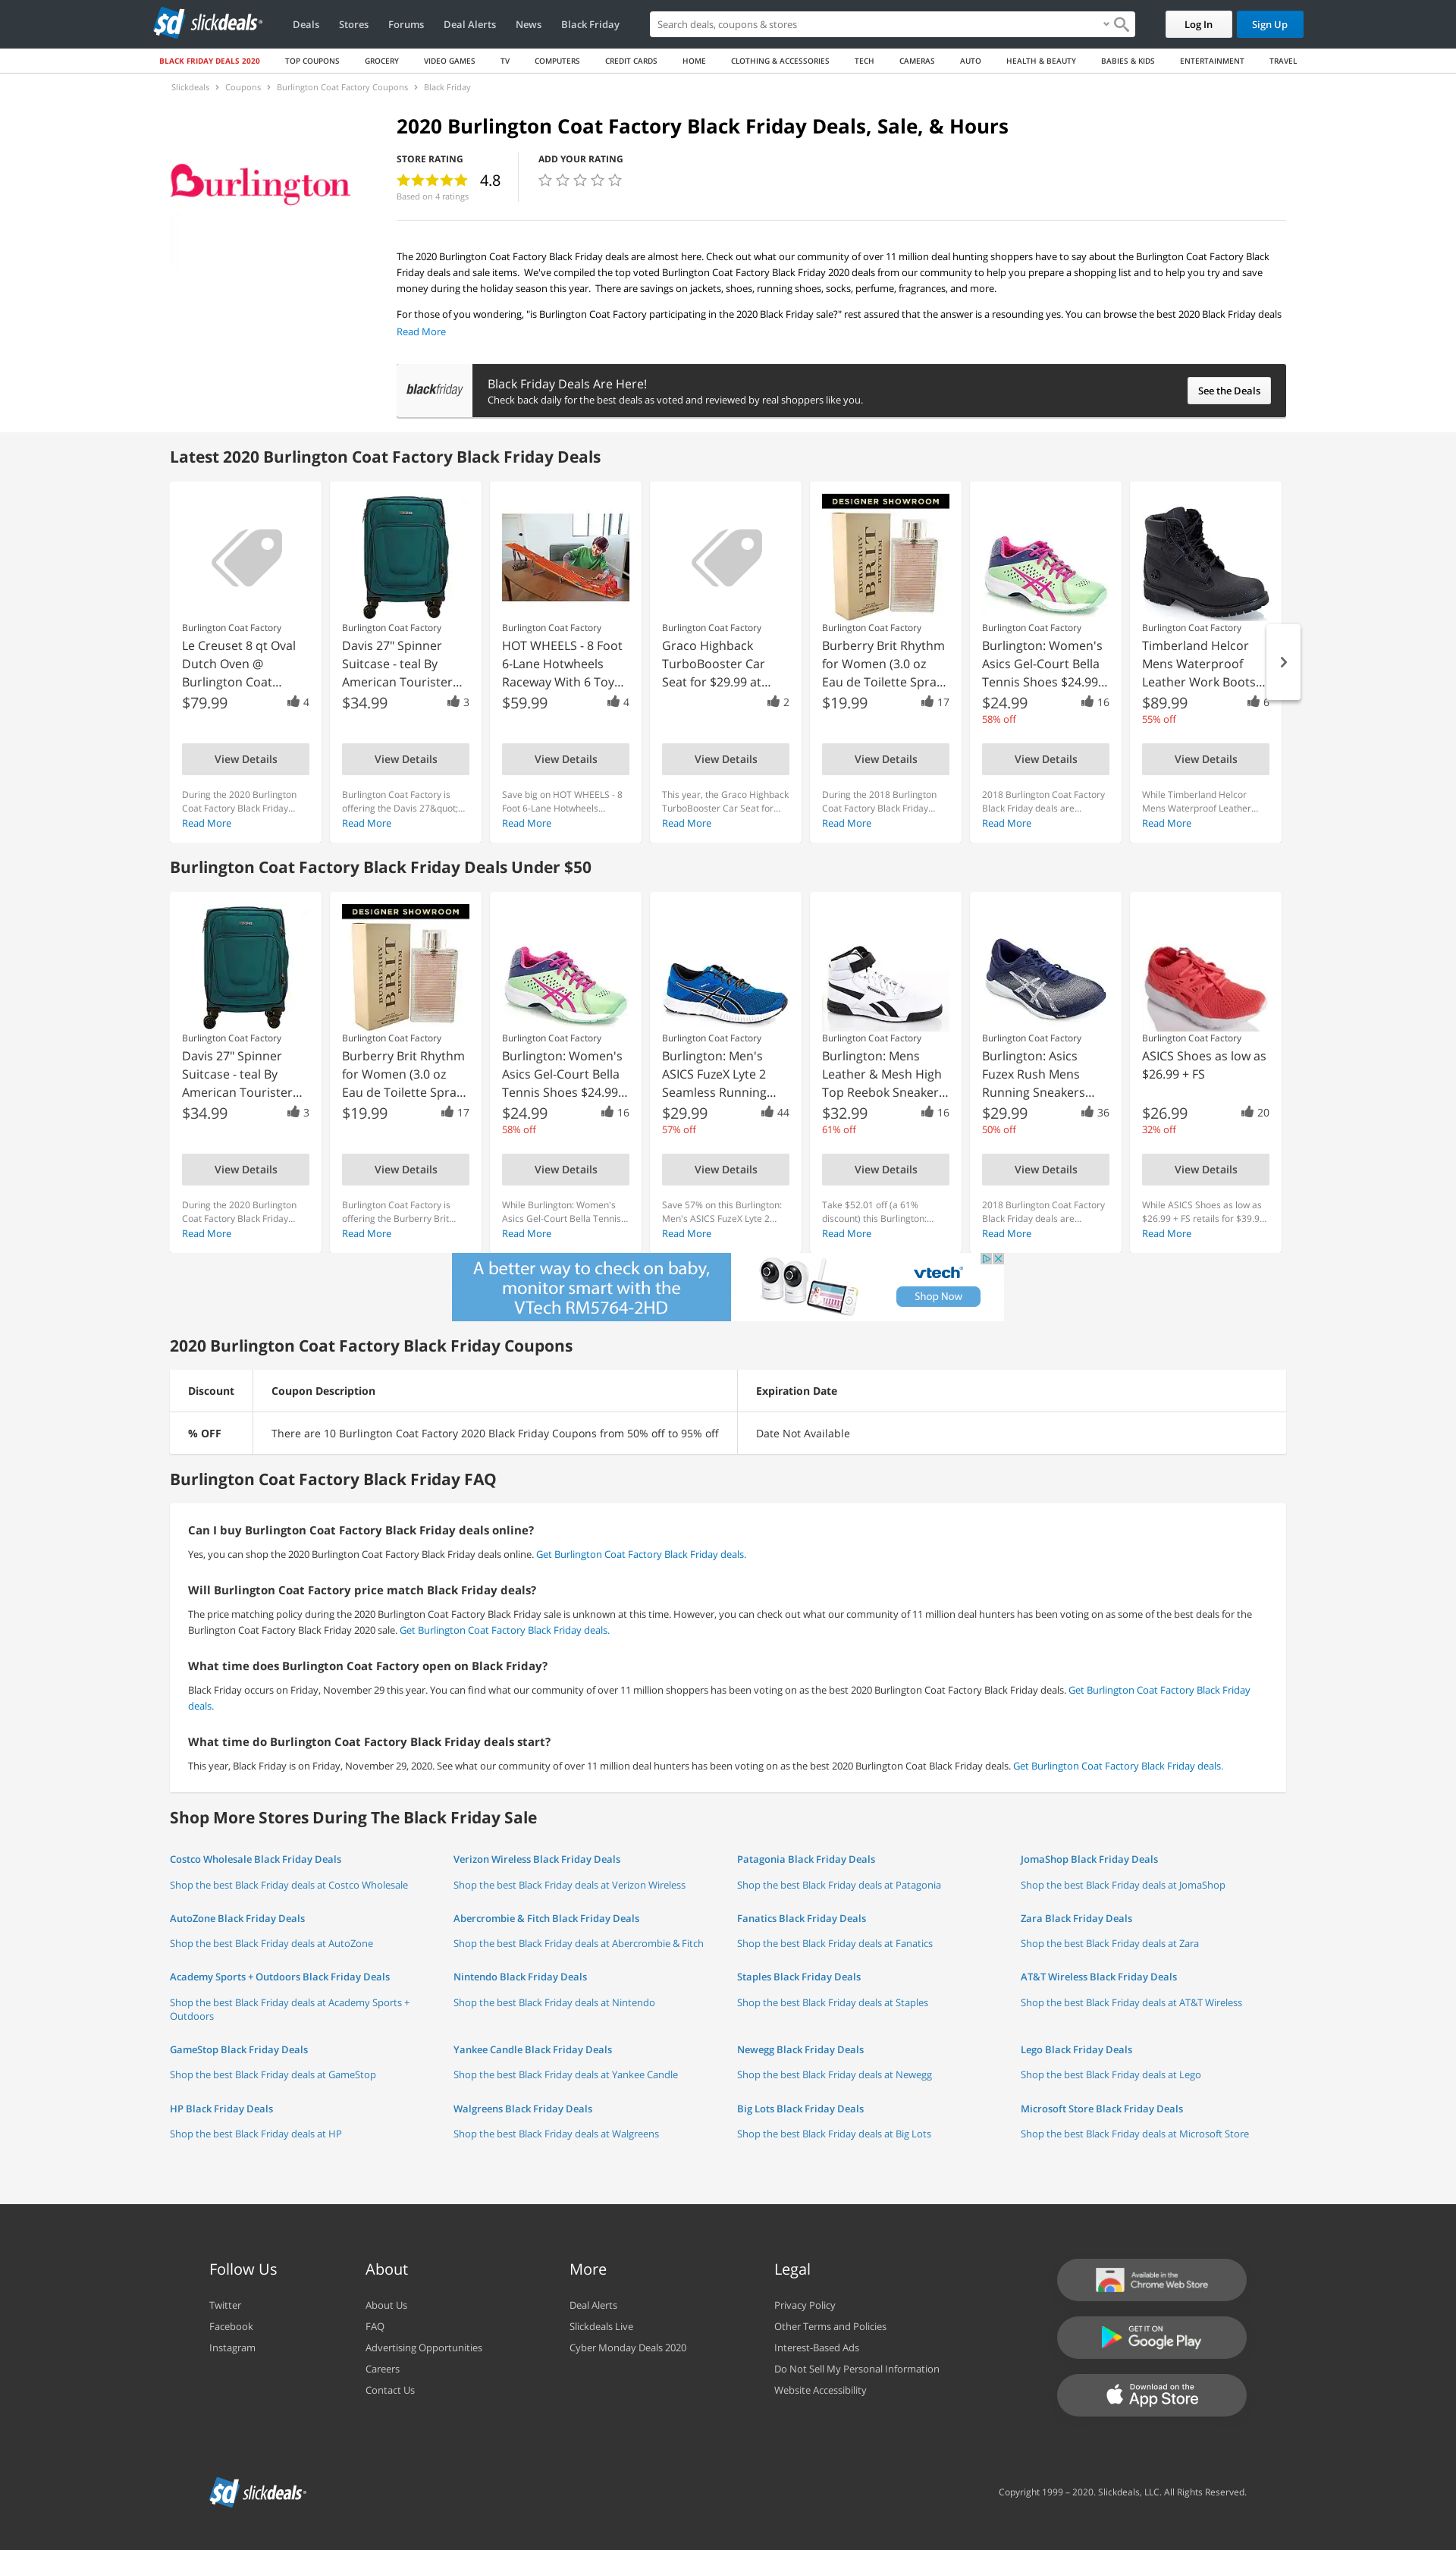 sd slickdeals
Deals Stores Forums Deal Alerts News Black Friday
Search deals, coupons & stores
Log In Sign Up
BLACK FRIDAY DEALS 2020 TOP COUPONS GROCERY VIDEO GAMES TV COMPUTERS CREDIT CARDS HOME CLOTHING & ACCESSORIES TECH CAMERAS AUTO HEALTH & BEAUTY BABIES & KIDS ENTERTAINMENT TRAVEL
Slickdeals > Coupons > Burlington Coat Factory Coupons > Black Friday
Burlington
2020 Burlington Coat Factory Black Friday Deals, Sale, & Hours
STORE RATING
4.8
Based on 4 ratings
ADD YOUR RATING
The 2020 Burlington Coat Factory Black Friday deals are almost here. Check out what our community of over 11 million deal hunting shoppers have to say about the Burlington Coat Factory Black
Friday deals and sale items. We've compiled the top voted Burlington Coat Factory Black Friday 2020 deals from our community to help you prepare a shopping list and to help you try and save
money during the holiday season this year. There are savings on jackets, shoes, running shoes, socks, perfume, fragrances, and more.
For those of you wondering, "is Burlington Coat Factory participating in the 2020 Black Friday sale?" rest assured that the answer is a resounding yes. You can browse the best 2020 Black Friday deals
Read More
blackfriday
Black Friday Deals Are Here!
Check back daily for the best deals as voted and reviewed by real shoppers like you.
See the Deals
Latest 2020 Burlington Coat Factory Black Friday Deals
Burlington Coat Factory
Le Creuset 8 qt Oval
Dutch Oven @
Burlington Coat...
$79.99 4
View Details
During the 2020 Burlington
Coat Factory Black Friday...
Read More
Burlington Coat Factory
Davis 27" Spinner
Suitcase - teal By
American Tourister...
$34.99 3
View Details
Burlington Coat Factory is
offering the Davis 27&quot;...
Read More
Burlington Coat Factory
HOT WHEELS - 8 Foot
6-Lane Hotwheels
Raceway With 6 Toy...
$59.99 4
View Details
Save big on HOT WHEELS - 8
Foot 6-Lane Hotwheels...
Read More
Burlington Coat Factory
Graco Highback
TurboBooster Car
Seat for $29.99 at...
2
View Details
This year, the Graco Highback
TurboBooster Car Seat for...
Read More
DESIGNER SHOWROOM
BURBERRY
BRIT
RHYTHM
Burlington Coat Factory
Burberry Brit Rhythm
for Women (3.0 oz
Eau de Toilette Spra...
$19.99 17
View Details
During the 2018 Burlington
Coat Factory Black Friday...
Read More
Burlington Coat Factory
Burlington: Women's
Asics Gel-Court Bella
Tennis Shoes $24.99...
$24.99 16
58% off
View Details
2018 Burlington Coat Factory
Black Friday deals are...
Read More
Burlington Coat Factory
Timberland Helcor
Mens Waterproof
Leather Work Boots...
$89.99 6
55% off
View Details
While Timberland Helcor
Mens Waterproof Leather...
Read More
Burlington Coat Factory Black Friday Deals Under $50
Burlington Coat Factory
Davis 27" Spinner
Suitcase - teal By
American Tourister...
$34.99 3
View Details
During the 2020 Burlington
Coat Factory Black Friday...
Read More
DESIGNER SHOWROOM
BURBERRY
BRIT
RHYTHM
Burlington Coat Factory
Burberry Brit Rhythm
for Women (3.0 oz
Eau de Toilette Spra...
$19.99 17
View Details
Burlington Coat Factory is
offering the Burberry Brit...
Read More
Burlington Coat Factory
Burlington: Women's
Asics Gel-Court Bella
Tennis Shoes $24.99...
$24.99 16
58% off
View Details
While Burlington: Women's
Asics Gel-Court Bella Tennis...
Read More
Burlington Coat Factory
Burlington: Men's
ASICS FuzeX Lyte 2
Seamless Running...
$29.99 44
57% off
View Details
Save 57% on this Burlington:
Men's ASICS FuzeX Lyte 2...
Read More
Burlington Coat Factory
Burlington: Mens
Leather & Mesh High
Top Reebok Sneaker...
$32.99 16
61% off
View Details
Take $52.01 off (a 61%
discount) this Burlington:...
Read More
Burlington Coat Factory
Burlington: Asics
Fuzex Rush Mens
Running Sneakers...
$29.99 36
50% off
View Details
2018 Burlington Coat Factory
Black Friday deals are...
Read More
Burlington Coat Factory
ASICS Shoes as low as
$26.99 + FS
$26.99 20
32% off
View Details
While ASICS Shoes as low as
$26.99 + FS retails for $39.9...
Read More
A better way to check on baby,
monitor smart with the
VTech RM5764-2HD
vtech
Shop Now
2020 Burlington Coat Factory Black Friday Coupons
Discount Coupon Description Expiration Date
% OFF There are 10 Burlington Coat Factory 2020 Black Friday Coupons from 50% off to 95% off Date Not Available
Burlington Coat Factory Black Friday FAQ
Can I buy Burlington Coat Factory Black Friday deals online?
Yes, you can shop the 2020 Burlington Coat Factory Black Friday deals online. Get Burlington Coat Factory Black Friday deals.
Will Burlington Coat Factory price match Black Friday deals?
The price matching policy during the 2020 Burlington Coat Factory Black Friday sale is unknown at this time. However, you can check out what our community of 11 million deal hunters has been voting on as some of the best deals for the
Burlington Coat Factory Black Friday 2020 sale. Get Burlington Coat Factory Black Friday deals.
What time does Burlington Coat Factory open on Black Friday?
Black Friday occurs on Friday, November 29 this year. You can find what our community of over 11 million shoppers has been voting on as the best 2020 Burlington Coat Factory Black Friday deals. Get Burlington Coat Factory Black Friday
deals.
What time do Burlington Coat Factory Black Friday deals start?
This year, Black Friday is on Friday, November 29, 2020. See what our community of over 11 million deal hunters has been voting on as the best 2020 Burlington Coat Black Friday deals. Get Burlington Coat Factory Black Friday deals.
Shop More Stores During The Black Friday Sale
Costco Wholesale Black Friday Deals Verizon Wireless Black Friday Deals Patagonia Black Friday Deals JomaShop Black Friday Deals
Shop the best Black Friday deals at Costco Wholesale Shop the best Black Friday deals at Verizon Wireless Shop the best Black Friday deals at Patagonia Shop the best Black Friday deals at JomaShop
AutoZone Black Friday Deals Abercrombie & Fitch Black Friday Deals Fanatics Black Friday Deals Zara Black Friday Deals
Shop the best Black Friday deals at AutoZone Shop the best Black Friday deals at Abercrombie & Fitch Shop the best Black Friday deals at Fanatics Shop the best Black Friday deals at Zara
Academy Sports + Outdoors Black Friday Deals Nintendo Black Friday Deals Staples Black Friday Deals AT&T Wireless Black Friday Deals
Shop the best Black Friday deals at Academy Sports + Outdoors Shop the best Black Friday deals at Nintendo Shop the best Black Friday deals at Staples Shop the best Black Friday deals at AT&T Wireless
GameStop Black Friday Deals Yankee Candle Black Friday Deals Newegg Black Friday Deals Lego Black Friday Deals
Shop the best Black Friday deals at GameStop Shop the best Black Friday deals at Yankee Candle Shop the best Black Friday deals at Newegg Shop the best Black Friday deals at Lego
HP Black Friday Deals Walgreens Black Friday Deals Big Lots Black Friday Deals Microsoft Store Black Friday Deals
Shop the best Black Friday deals at HP Shop the best Black Friday deals at Walgreens Shop the best Black Friday deals at Big Lots Shop the best Black Friday deals at Microsoft Store
Follow Us
Twitter
Facebook
Instagram
About
About Us
FAQ
Advertising Opportunities
Careers
Contact Us
More
Deal Alerts
Slickdeals Live
Cyber Monday Deals 2020
Legal
Privacy Policy
Other Terms and Policies
Interest-Based Ads
Do Not Sell My Personal Information
Website Accessibility
Available in the
Chrome Web Store
GET IT ON
Google Play
Download on the
App Store
sd slickdeals
Copyright 1999 – 2020. Slickdeals, LLC. All Rights Reserved.